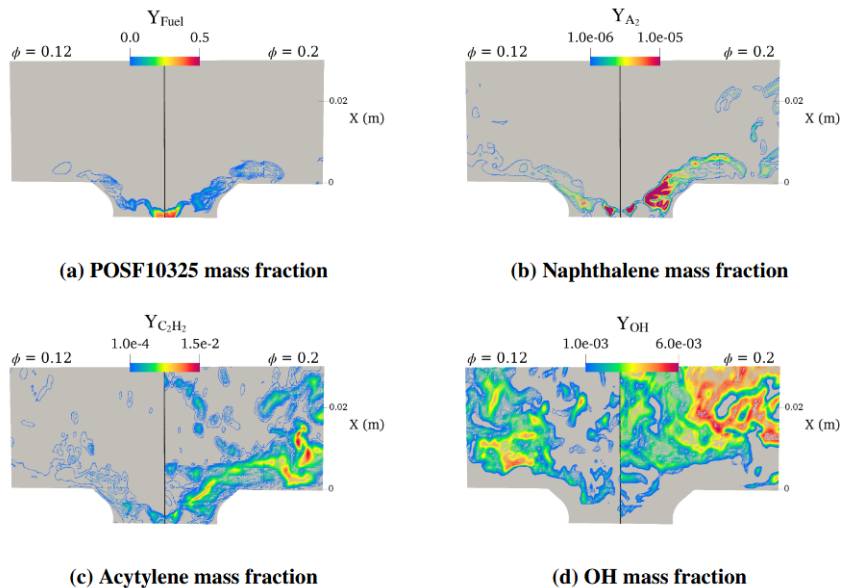 Y_Fuel
ϕ = 0.12 0.0 0.5 ϕ = 0.2
0.02
X (m)
0
(a) POSF10325 mass fraction
Y_A₂
ϕ = 0.12 1.0e-06 1.0e-05 ϕ = 0.2
0.02
X (m)
0
(b) Naphthalene mass fraction
Y_C₂H₂
ϕ = 0.12 1.0e-4 1.5e-2 ϕ = 0.2
0.02
X (m)
0
(c) Acytylene mass fraction
Y_OH
ϕ = 0.12 1.0e-03 6.0e-03 ϕ = 0.2
0.02
X (m)
0
(d) OH mass fraction